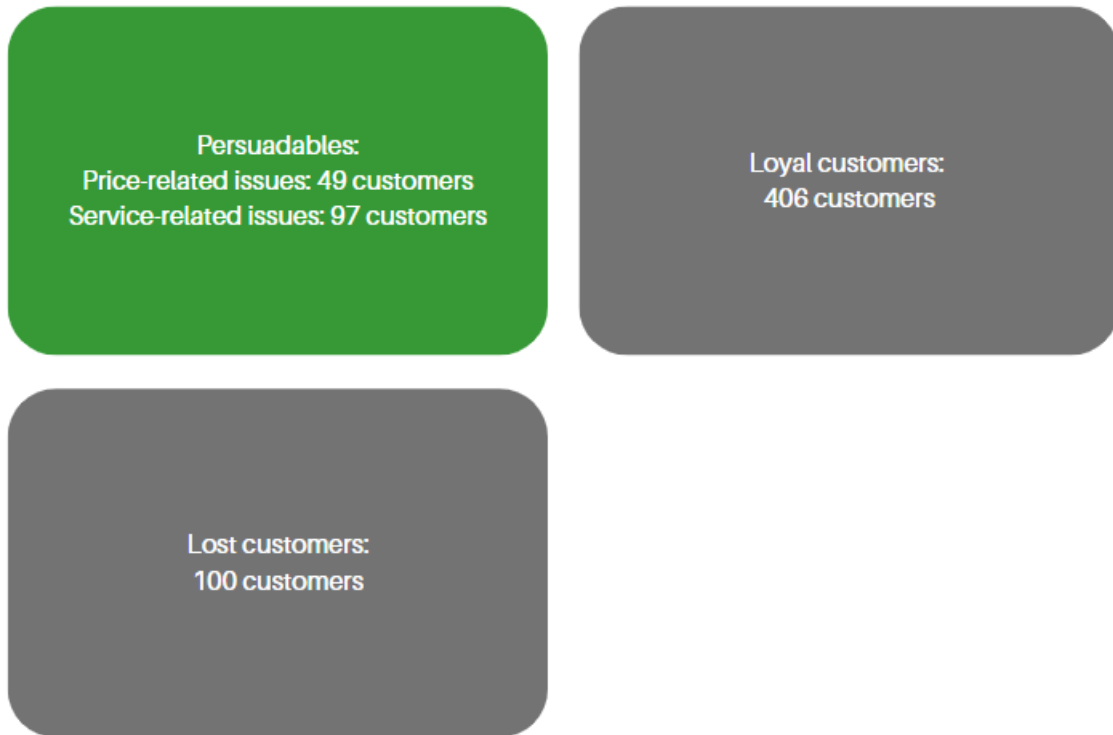 Persuadables:
Price-related issues: 49 customers
Service-related issues: 97 customers
Loyal customers:
406 customers
Lost customers:
100 customers